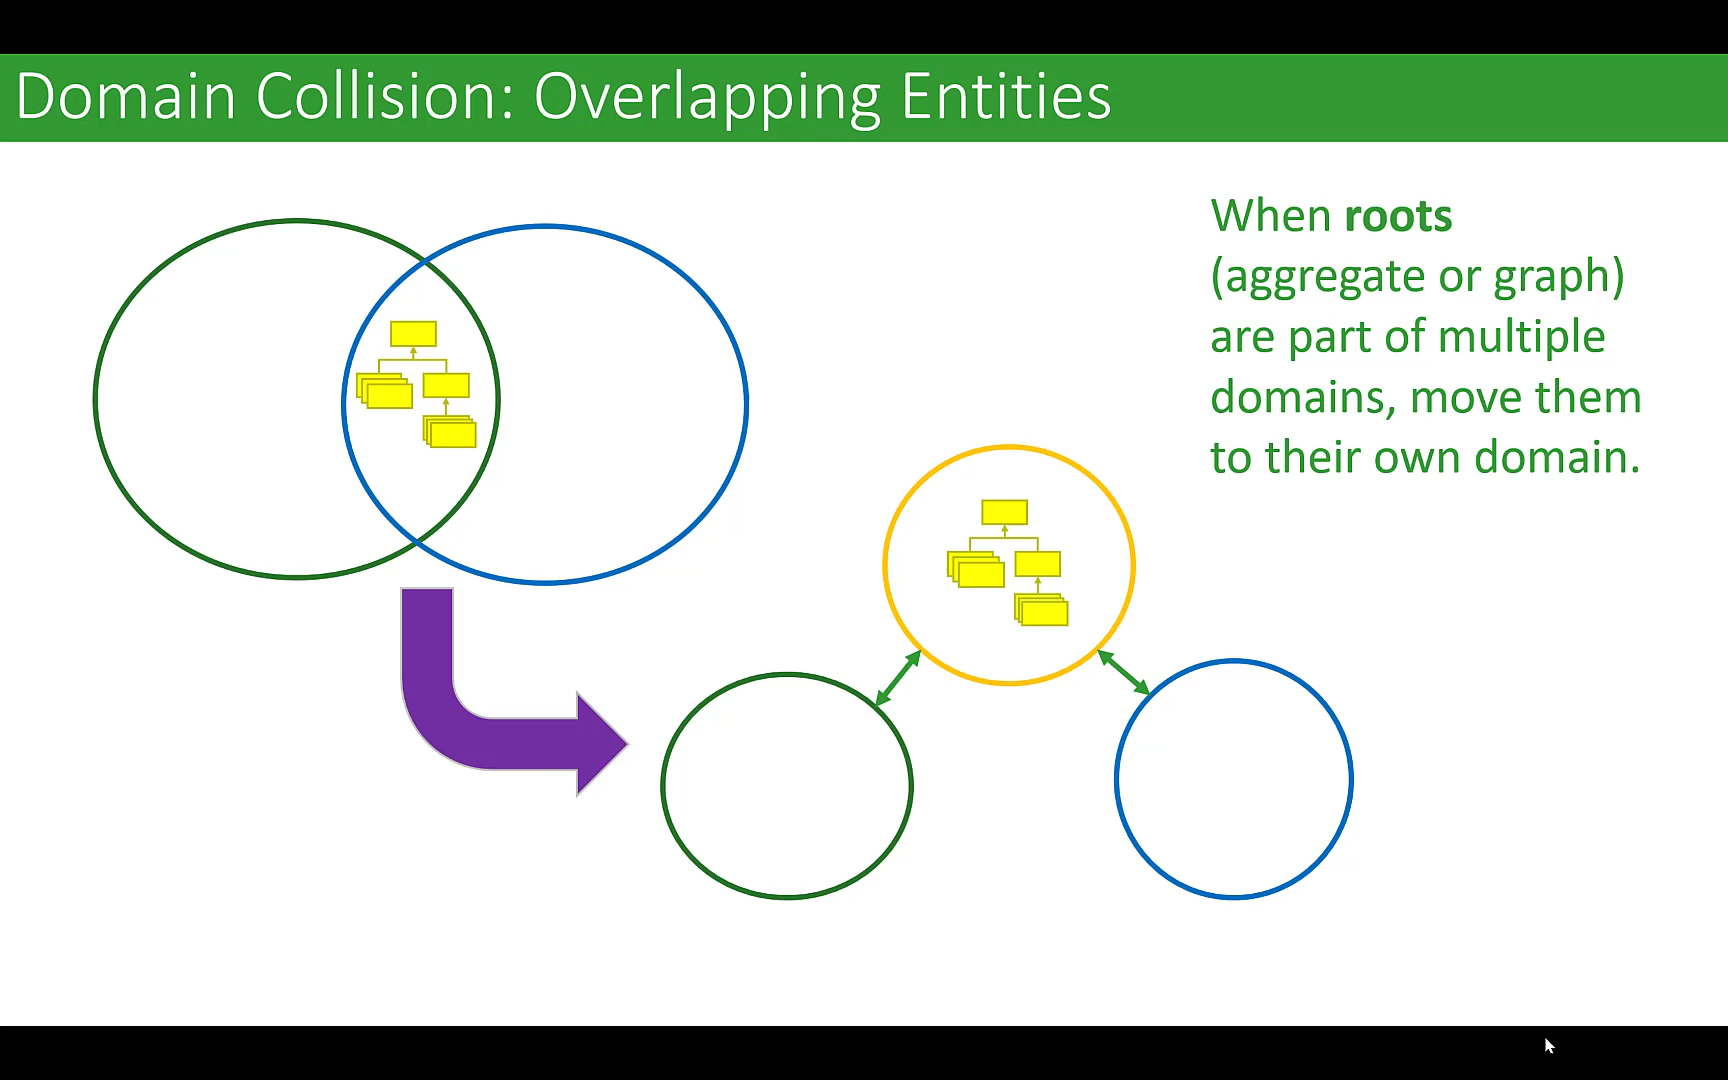 Domain Collision: Overlapping Entities
When roots
(aggregate or graph)
are part of multiple
domains, move them
to their own domain.